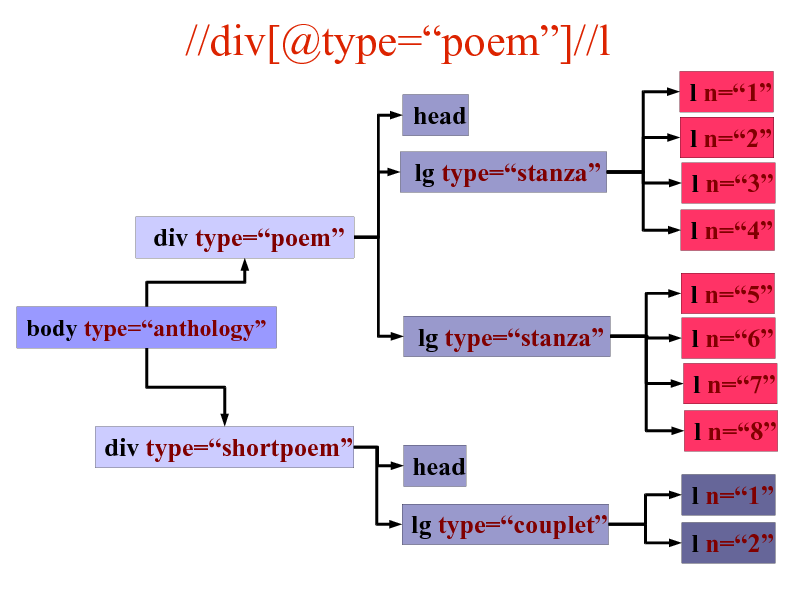 //div[@type=“poem”]//l
head
lg type=“stanza”
l n=“1”
l n=“2”
l n=“3”
l n=“4”
div type=“poem”
body type=“anthology”
lg type=“stanza”
l n=“5”
l n=“6”
l n=“7”
l n=“8”
div type=“shortpoem”
head
lg type=“couplet”
l n=“1”
l n=“2”